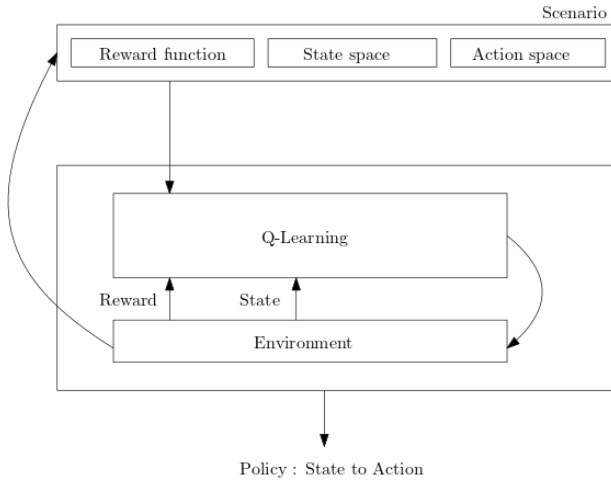 Scenario
Reward function
State space
Action space
Q-Learning
Reward
State
Environment
Policy : State to Action